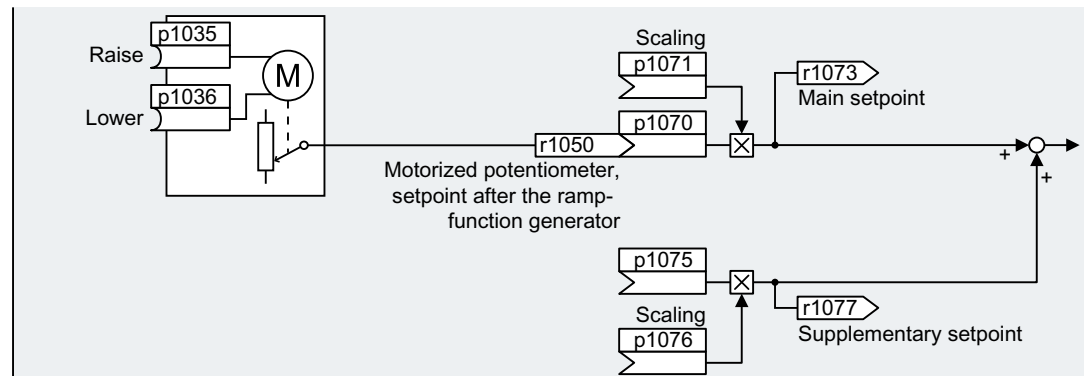 p1035
Raise
p1036
Lower
M
Scaling
p1071
p1070
r1050
Motorized potentiometer,
setpoint after the ramp-
function generator
r1073
Main setpoint
+
+
p1075
Scaling
p1076
r1077
Supplementary setpoint